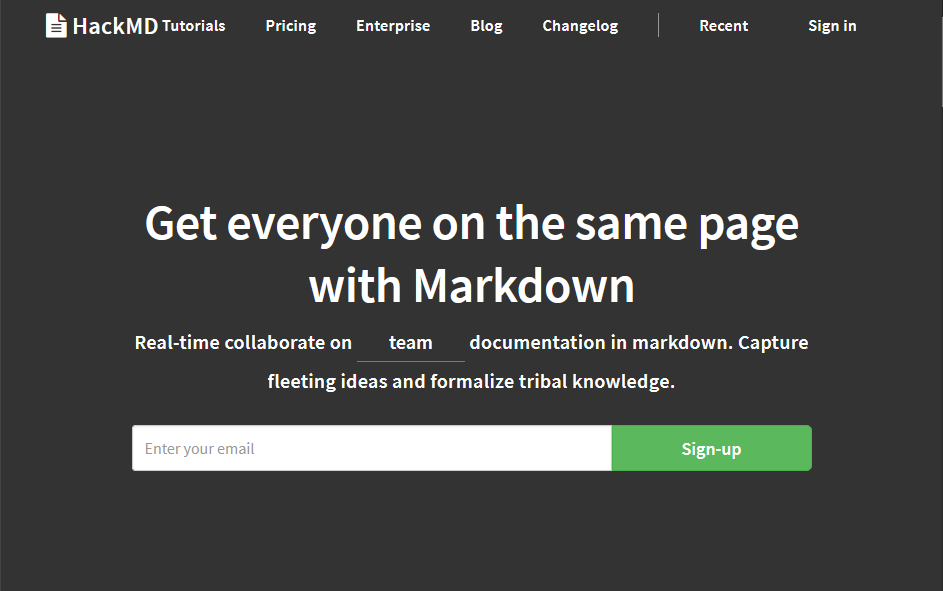 HackMD Tutorials Pricing Enterprise Blog Changelog Recent Sign in
Get everyone on the same page
with Markdown
Real-time collaborate on team documentation in markdown. Capture
fleeting ideas and formalize tribal knowledge.
Enter your email Sign-up